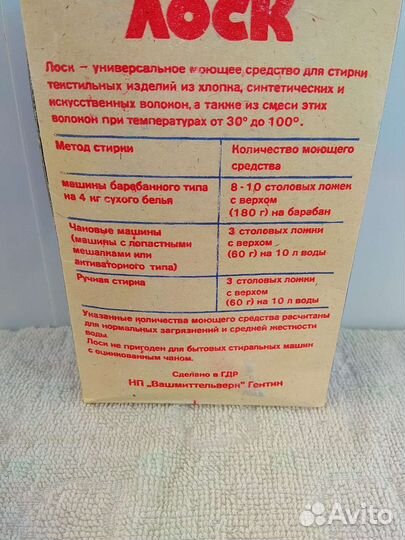 ЛОСК
Лоск – универсальное моющее средство для стирки
текстильных изделий из хлопка, синтетических и
искусственных волокон, а также из смеси этих
волокон при температурах от 30° до 100°.
Метод стирки
Количество моющего
средства
машины барабанного типа
на 4 кг сухого белья
8 - 10 столовых ложек
с верхом
(180 г) на барабан
Чановые машины
(машины с лопастными
мешалками или
активаторного типа)
3 столовых ложки
с верхом
(60 г) на 10 л воды
Ручная стирка
3 столовых ложки
с верхом
(60 г) на 10 л воды
Указанные количества моющего средства расчитаны
для нормальных загрязнений и средней жесткости
воды.
Лоск не пригоден для бытовых стиральных машин
с оцинкованным чаном.
Сделано в ГДР
НП „Вашмиттельверк" Гентин
Avito